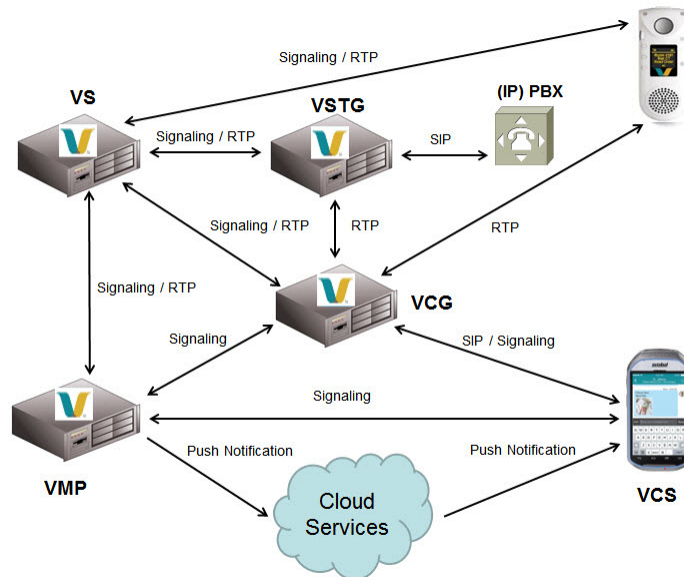 Signaling / RTP
VS
VSTG
(IP) PBX
Signaling / RTP
SIP
Signaling / RTP
RTP
RTP
Signaling / RTP
VCG
Signaling
SIP / Signaling
Signaling
Push Notification
Push Notification
VMP
Cloud
Services
VCS